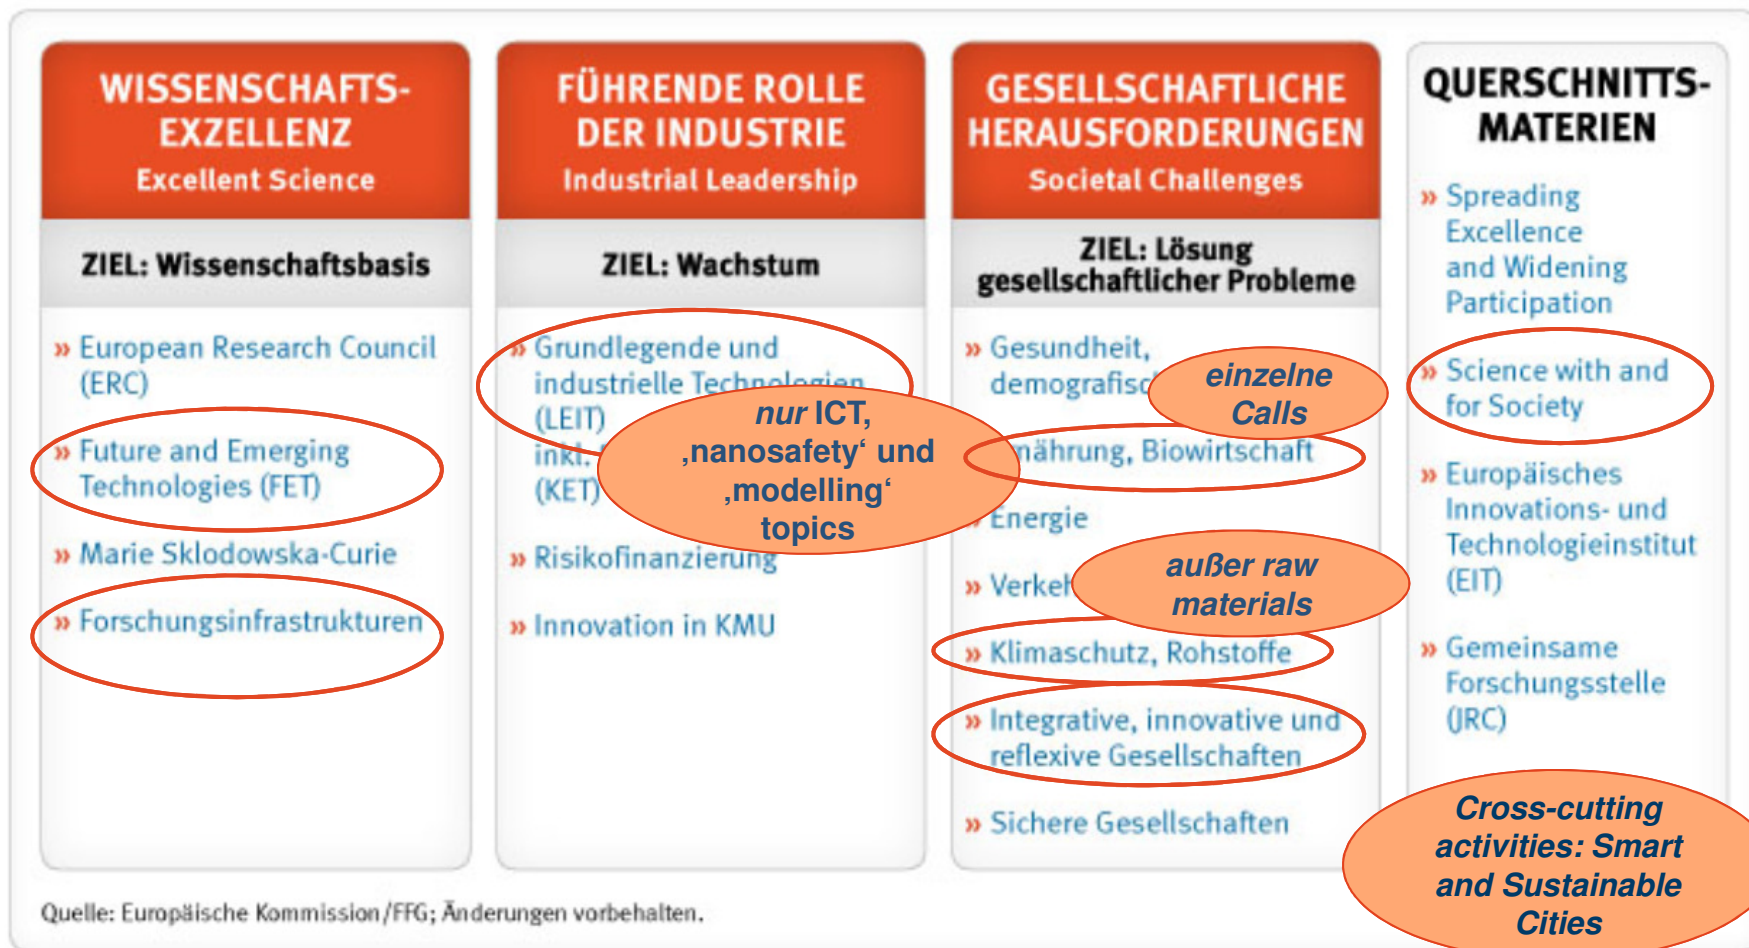 WISSENSCHAFTS-
EXZELLENZ
Excellent Science
ZIEL: Wissenschaftsbasis
» European Research Council
(ERC)
» Future and Emerging
Technologies (FET)
» Marie Sklodowska-Curie
» Forschungsinfrastrukturen
FÜHRENDE ROLLE
DER INDUSTRIE
Industrial Leadership
ZIEL: Wachstum
» Grundlegende und
industrielle Technologien
(LEIT)
inkl.
(KET)
nur ICT,
‚nanosafety‘ und
‚modelling‘
topics
» Risikofinanzierung
» Innovation in KMU
GESELLSCHAFTLICHE
HERAUSFORDERUNGEN
Societal Challenges
ZIEL: Lösung
gesellschaftlicher Probleme
» Gesundheit,
einzelne
Calls
nährung, Biowirtschaft
» Energie
» Verkeh
außer raw
materials
» Klimaschutz, Rohstoffe
» Integrative, innovative und
reflexive Gesellschaften
» Sichere Gesellschaften
QUERSCHNITTS-
MATERIEN
» Spreading
Excellence
and Widening
Participation
» Science with and
for Society
» Europäisches
Innovations- und
Technologieinstitut
(EIT)
» Gemeinsame
Forschungsstelle
(JRC)
Cross-cutting
activities: Smart
and Sustainable
Cities
Quelle: Europäische Kommission/FFG; Änderungen vorbehalten.